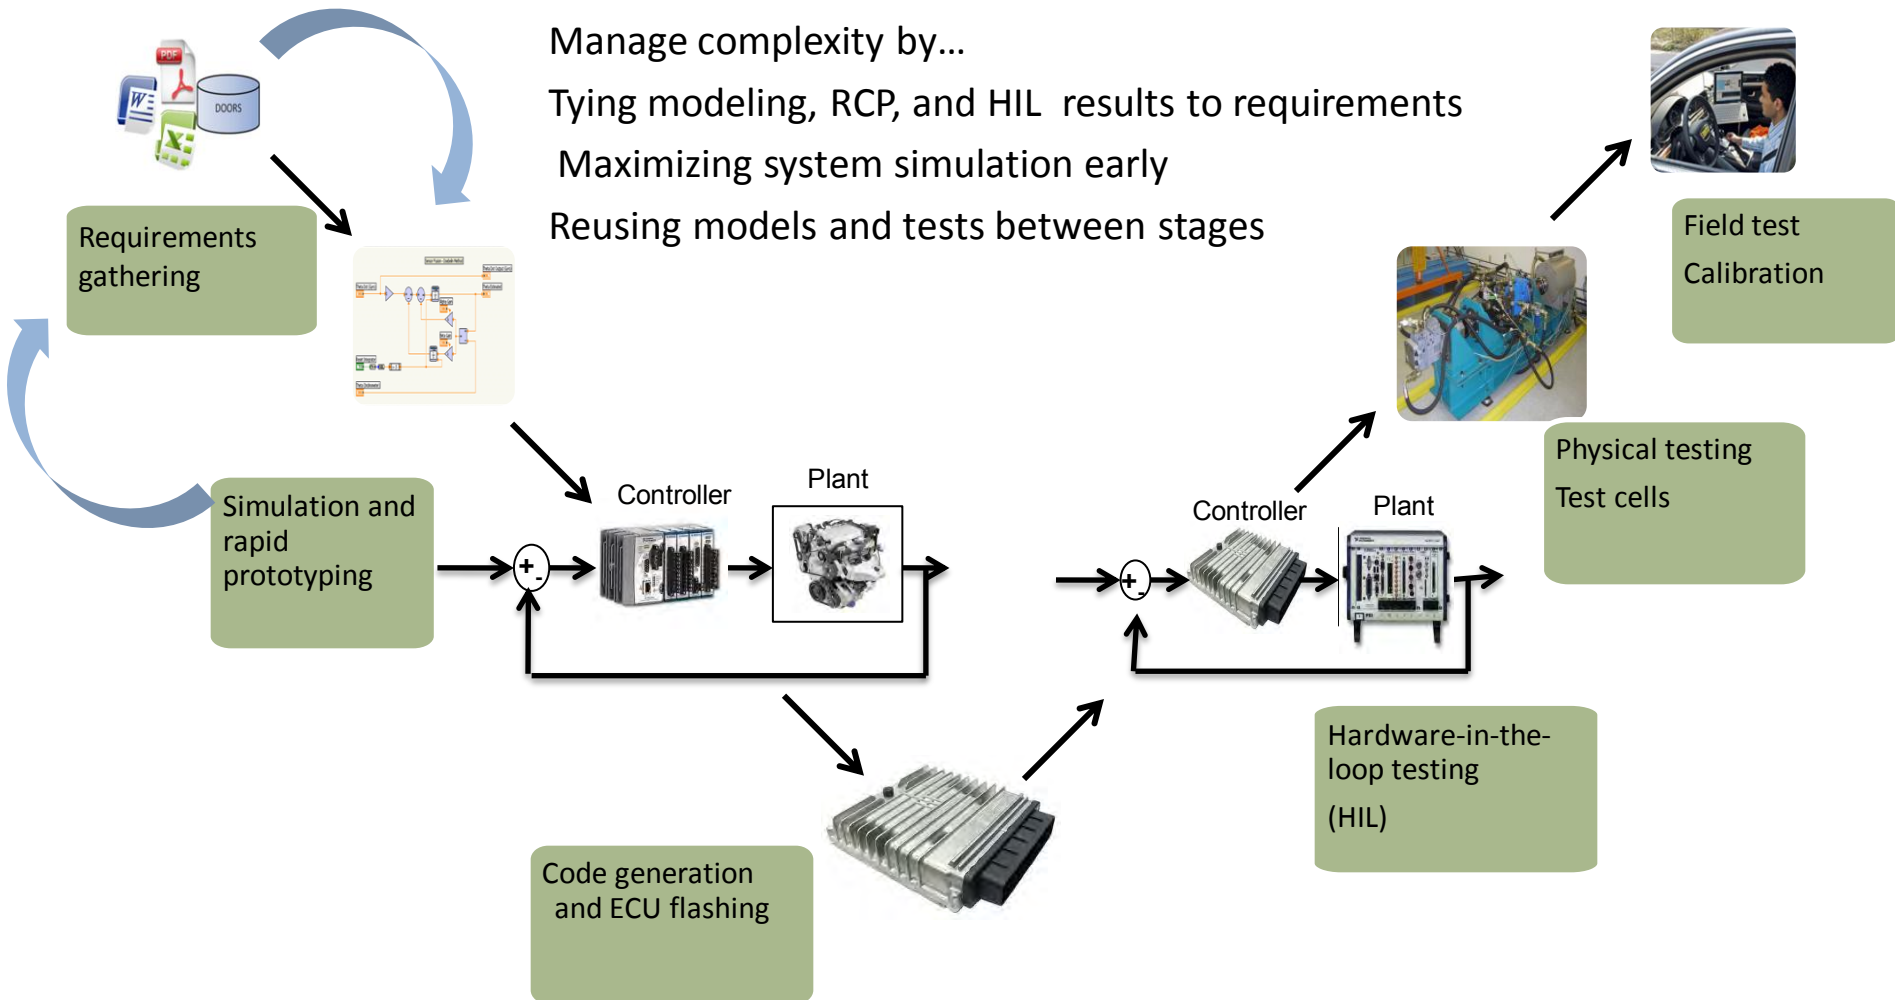 Manage complexity by...
Tying modeling, RCP, and HIL results to requirements
Maximizing system simulation early
Reusing models and tests between stages
PDF
W
DOORS
X
Requirements
gathering
Field test
Calibration
Physical testing
Test cells
Simulation and
rapid
prototyping
Controller
Plant
+
-
Controller
Plant
+
-
Hardware-in-the-
loop testing
(HIL)
Code generation
and ECU flashing